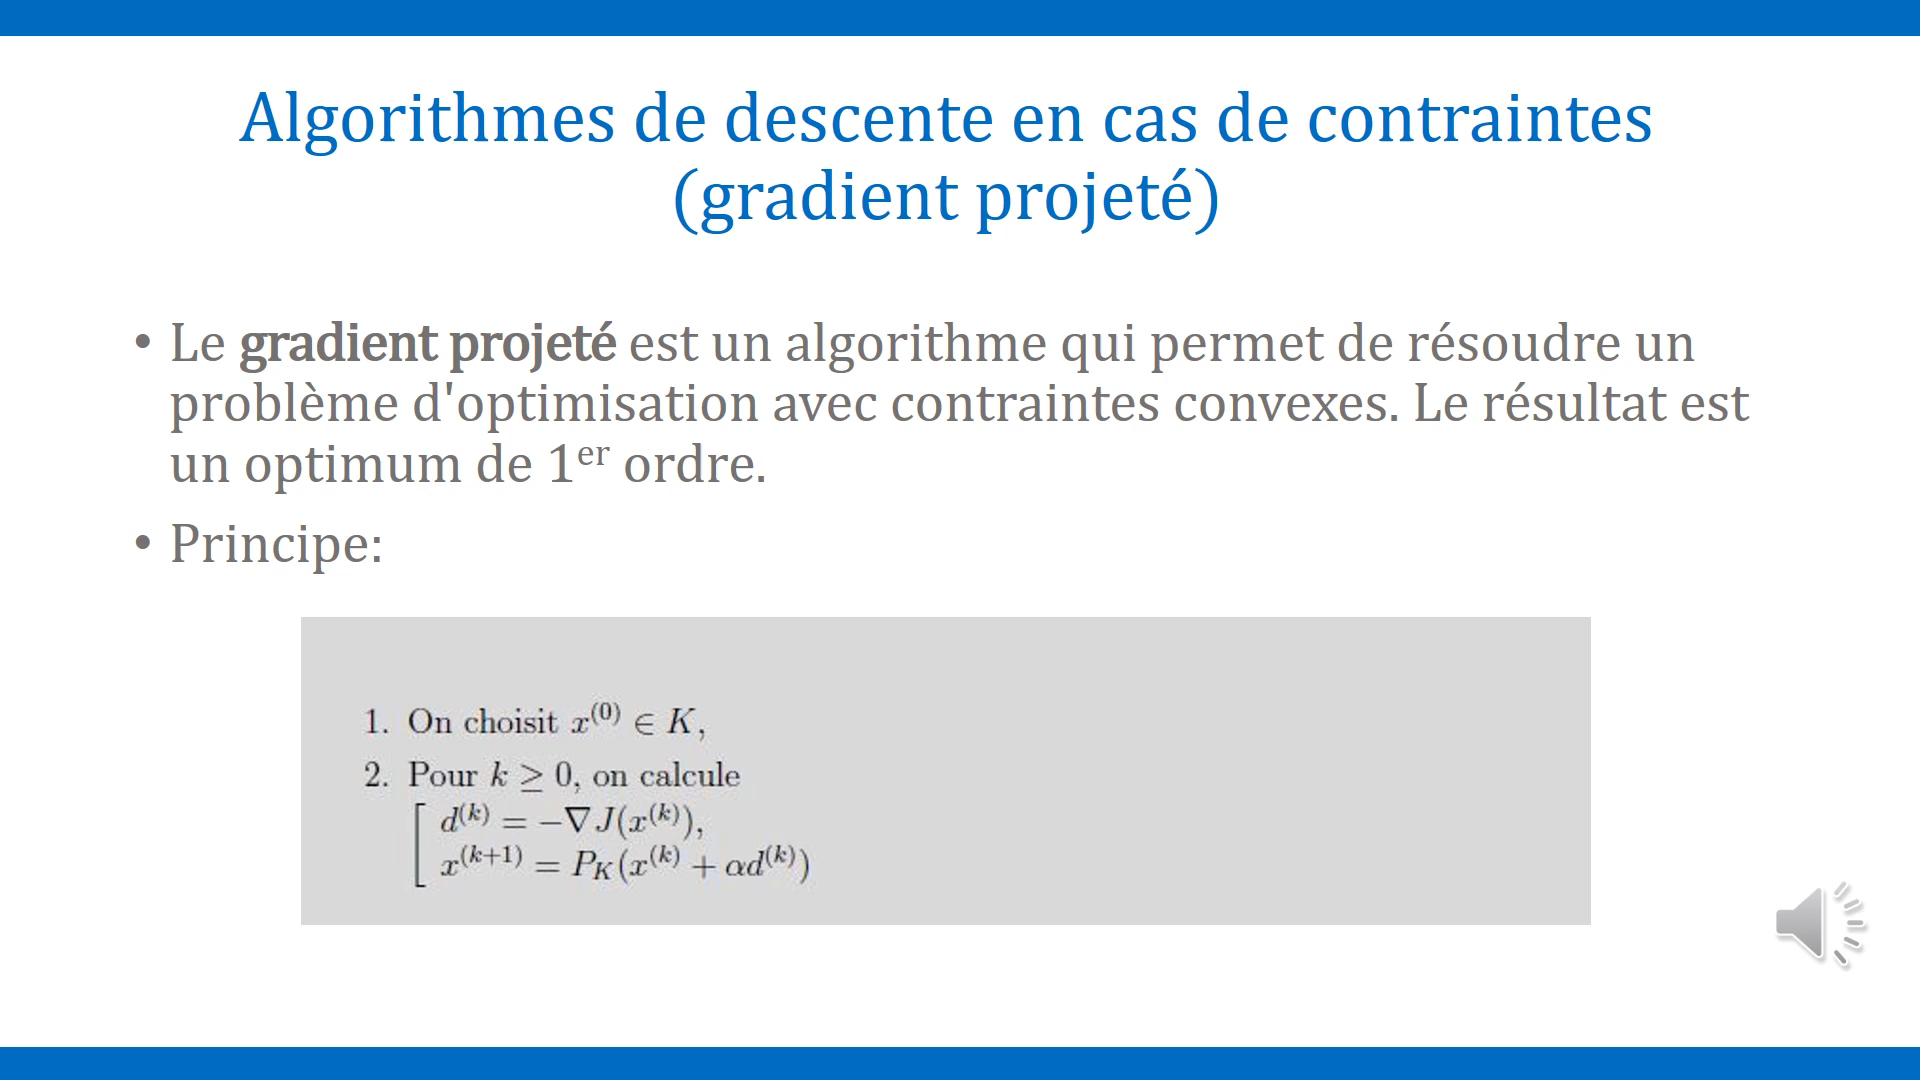 Algorithmes de descente en cas de contraintes
(gradient projeté)
• Le gradient projeté est un algorithme qui permet de résoudre un
problème d'optimisation avec contraintes convexes. Le résultat est
un optimum de 1er ordre.
• Principe:
1. On choisit x^(0) ∈ K,
2. Pour k ≥ 0, on calcule
d^(k) = −∇J(x^(k)),
x^(k+1) = P_K(x^(k) + αd^(k))